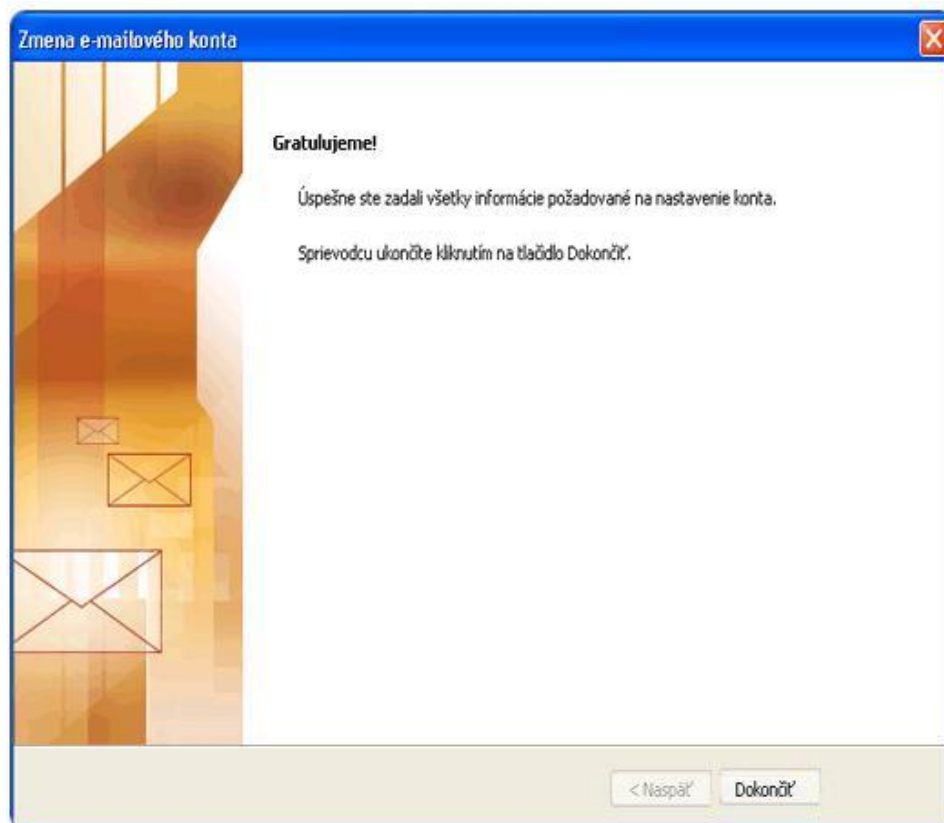 Zmena e-mailového konta
Gratulujeme!
Úspešne ste zadali všetky informácie požadované na nastavenie konta.
Sprievodcu ukončíte kliknutím na tlačidlo Dokončiť.
< Naspäť
Dokončiť